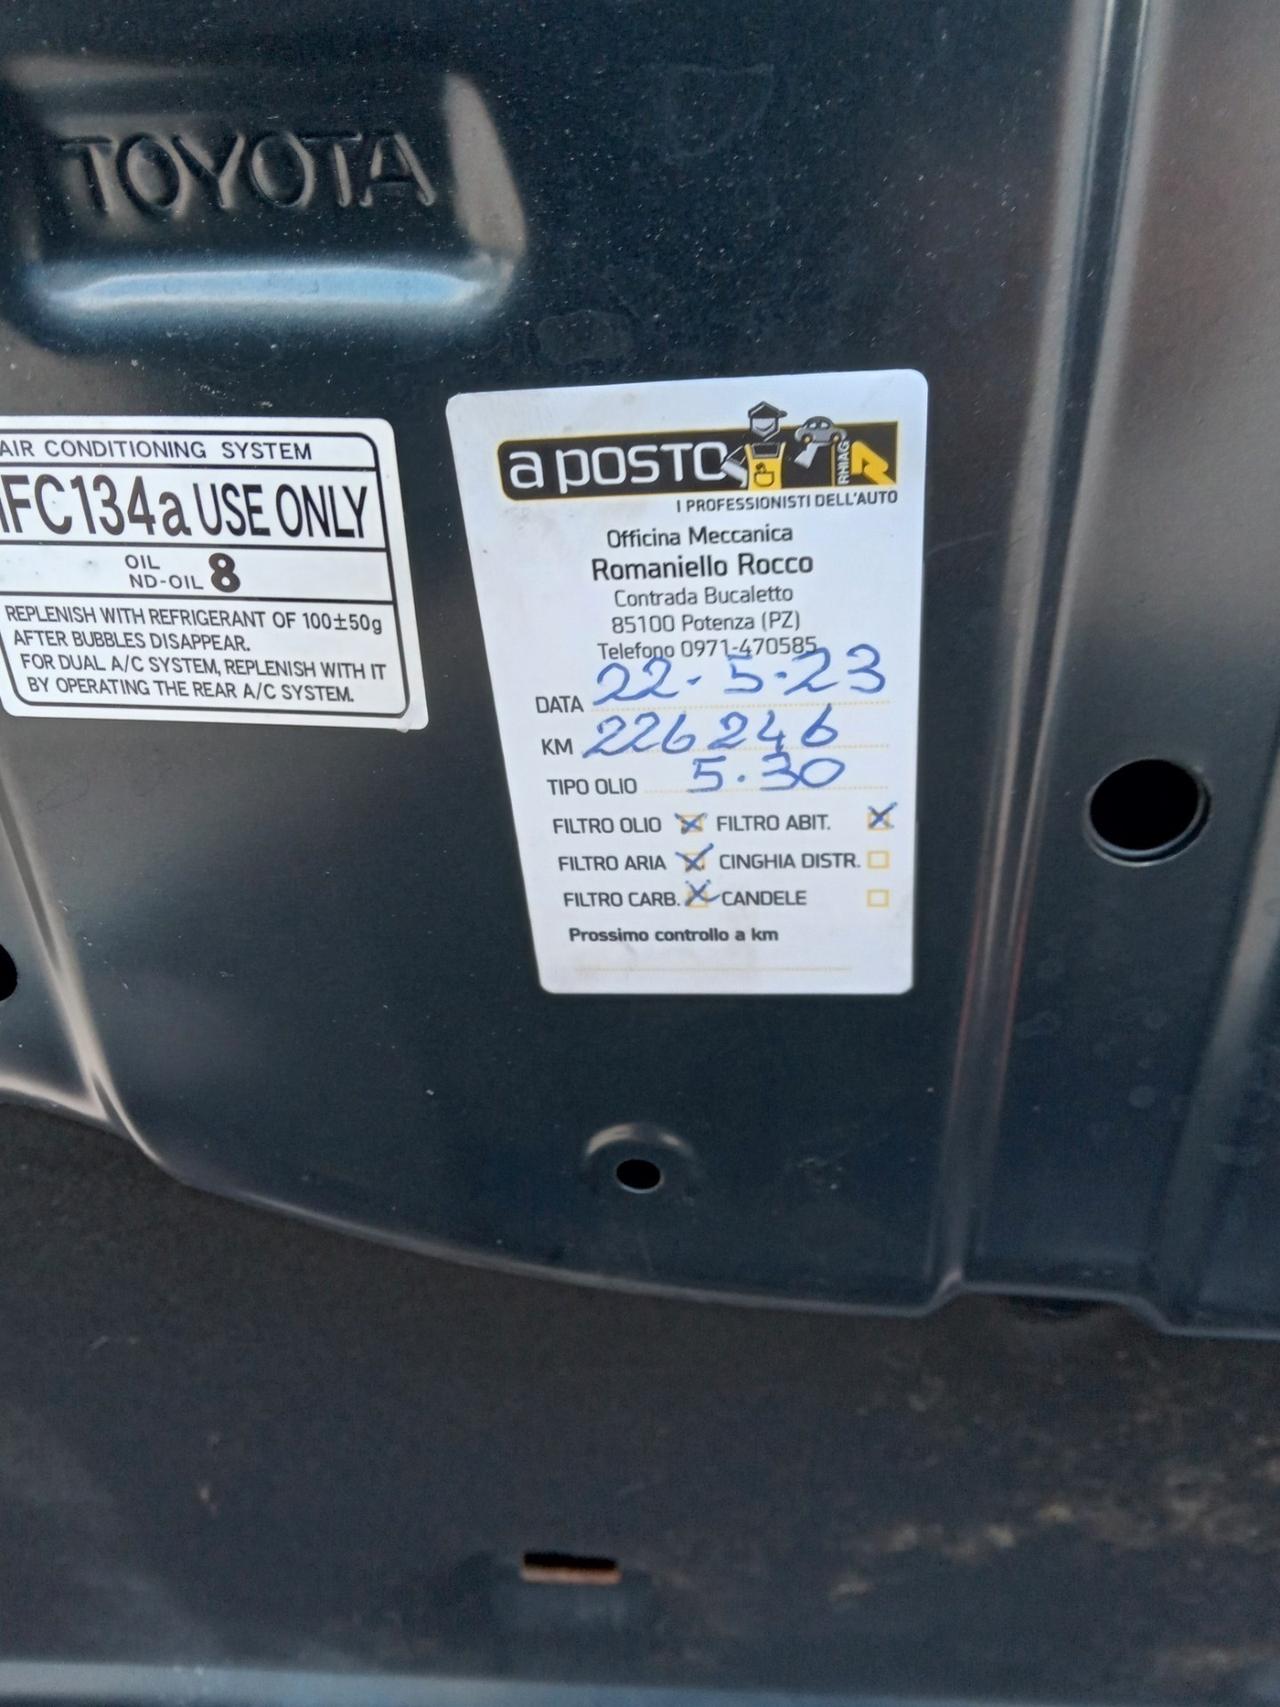 TOYOTA
AIR CONDITIONING SYSTEM
HFC134a USE ONLY
OIL
ND-OIL 8
REPLENISH WITH REFRIGERANT OF 100±50g
AFTER BUBBLES DISAPPEAR.
FOR DUAL A/C SYSTEM, REPLENISH WITH IT
BY OPERATING THE REAR A/C SYSTEM.
a posto RHIAG
I PROFESSIONISTI DELL'AUTO
Officina Meccanica
Romaniello Rocco
Contrada Bucaletto
85100 Potenza (PZ)
Telefono 0971-470585
DATA 22-5-23
KM 226246
TIPO OLIO 5.30
FILTRO OLIO FILTRO ABIT.
FILTRO ARIA CINGHIA DISTR.
FILTRO CARB. CANDELE
Prossimo controllo a km